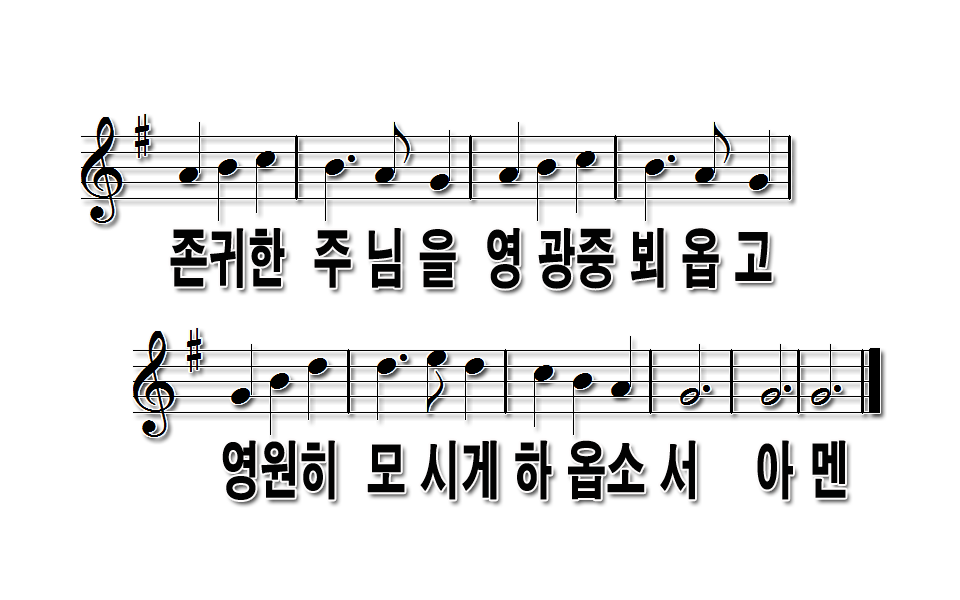 존귀한 주 님 을 영 광중 뵈 옵 고
영원히 모 시게 하 옵소 서 아 멘